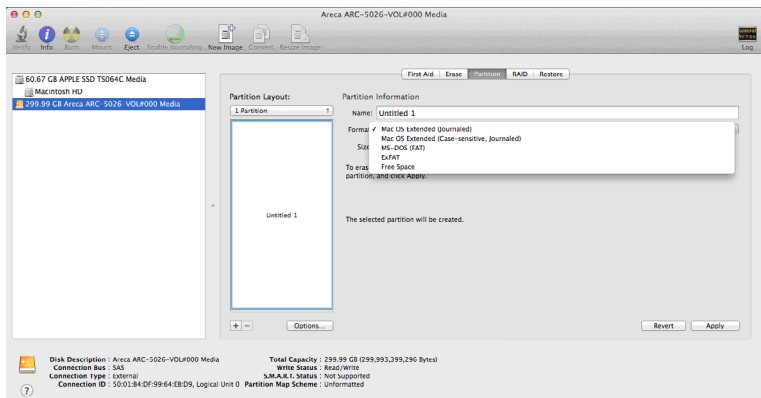 Areca ARC-5026-VOL#000 Media
Verify Info Burn Mount Eject Enable Journaling New Image Convert Resize Image Log
60.67 GB APPLE SSD TS064C Media
Macintosh HD
299.99 GB Areca ARC-5026-VOL#000 Media
First Aid Erase Partition RAID Restore
Partition Layout:
1 Partition
Untitled 1
+ − Options...
Partition Information
Name: Untitled 1
Format
✓ Mac OS Extended (Journaled)
Mac OS Extended (Case-sensitive, Journaled)
MS-DOS (FAT)
ExFAT
Free Space
Size
To eras
partition, and click Apply.
The selected partition will be created.
Revert Apply
Disk Description : Areca ARC-5026-VOL#000 Media
Connection Bus : SAS
Connection Type : External
Connection ID : 50:01:B4:DF:99:64:EB:D9, Logical Unit 0
Total Capacity : 299.99 GB (299,993,399,296 Bytes)
Write Status : Read/Write
S.M.A.R.T. Status : Not Supported
Partition Map Scheme : Unformatted
?